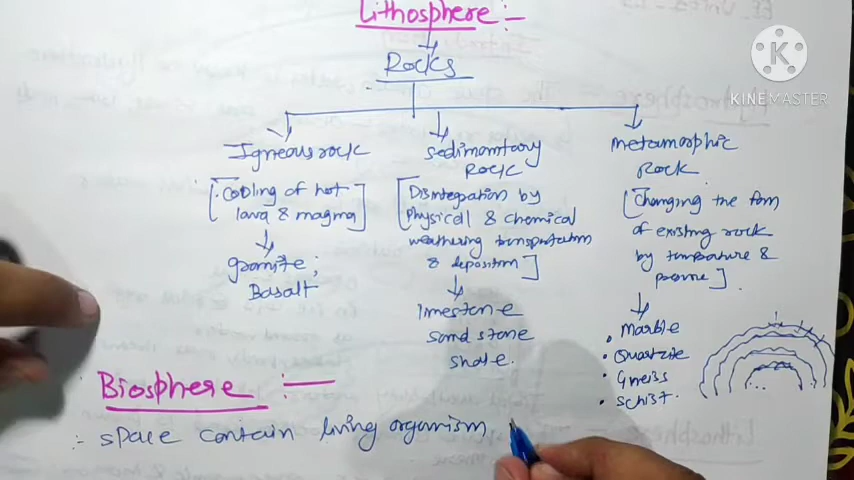 Lithosphere :-
Rocks
Igneous rock
[cooling of hot
lava & magma]
granite ;
Basalt
Sedimentary
Rock
[Disintegration by
physical & chemical
weathering transportation
& deposition]
limestone
sand stone
shale.
metamorphic
Rock
[changing the form
of existing rock
by temperature &
pressure]
. marble
. Quartzite
. Gneiss
. schist.
Biosphere :-
:- space contain living organism
KINEMASTER